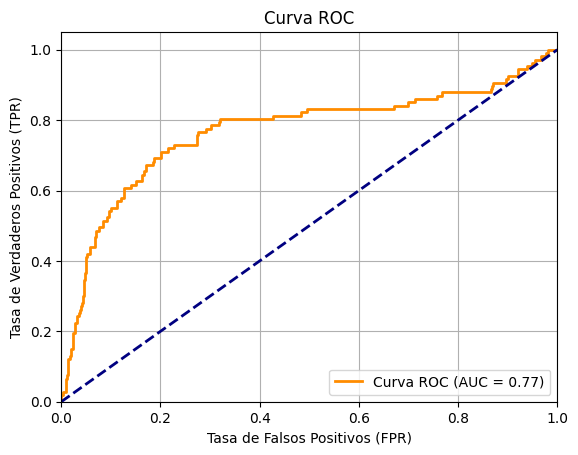 Curva ROC
1.0
0.8
0.6
0.4
0.2
0.0
Tasa de Verdaderos Positivos (TPR)
Curva ROC (AUC = 0.77)
0.0 0.2 0.4 0.6 0.8 1.0
Tasa de Falsos Positivos (FPR)